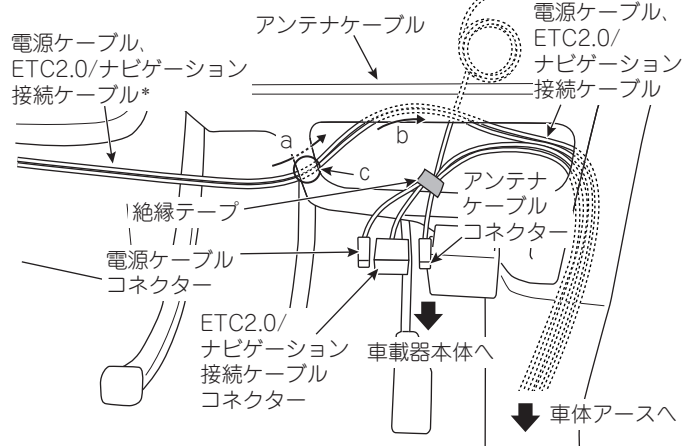 アンテナケーブル
電源ケーブル、
ETC2.0/ナビゲーション
接続ケーブル*
電源ケーブル、
ETC2.0/
ナビゲーション
接続ケーブル
a
b
c
絶縁テープ
アンテナ
ケーブル
コネクター
電源ケーブル
コネクター
ETC2.0/
ナビゲーション
接続ケーブル
コネクター
車載器本体へ
車体アースへ